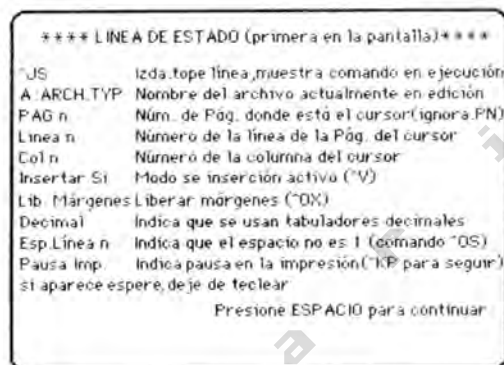 **** LINEA DE ESTADO (primera en la pantalla)****
^JS Izda.tope línea,muestra comando en ejecución
A:ARCH.TYP Nombre del archivo actualmente en edición
PAG n Núm. de Pág. donde está el cursor(ignora.PN)
Linea n Número de la línea de la Pág. del cursor
Col n Número de la columna del cursor
Insertar Si Modo se inserción activo (^V)
Lib. Márgenes Liberar márgenes (^OX)
Decimal Indica que se usan tabuladores decimales
Esp.Línea n Indica que el espacio no es 1 (comando ^OS)
Pausa Imp. Indica pausa en la impresión(^KP para seguir)
si aparece espere,deje de teclear
Presione ESPACIO para continuar